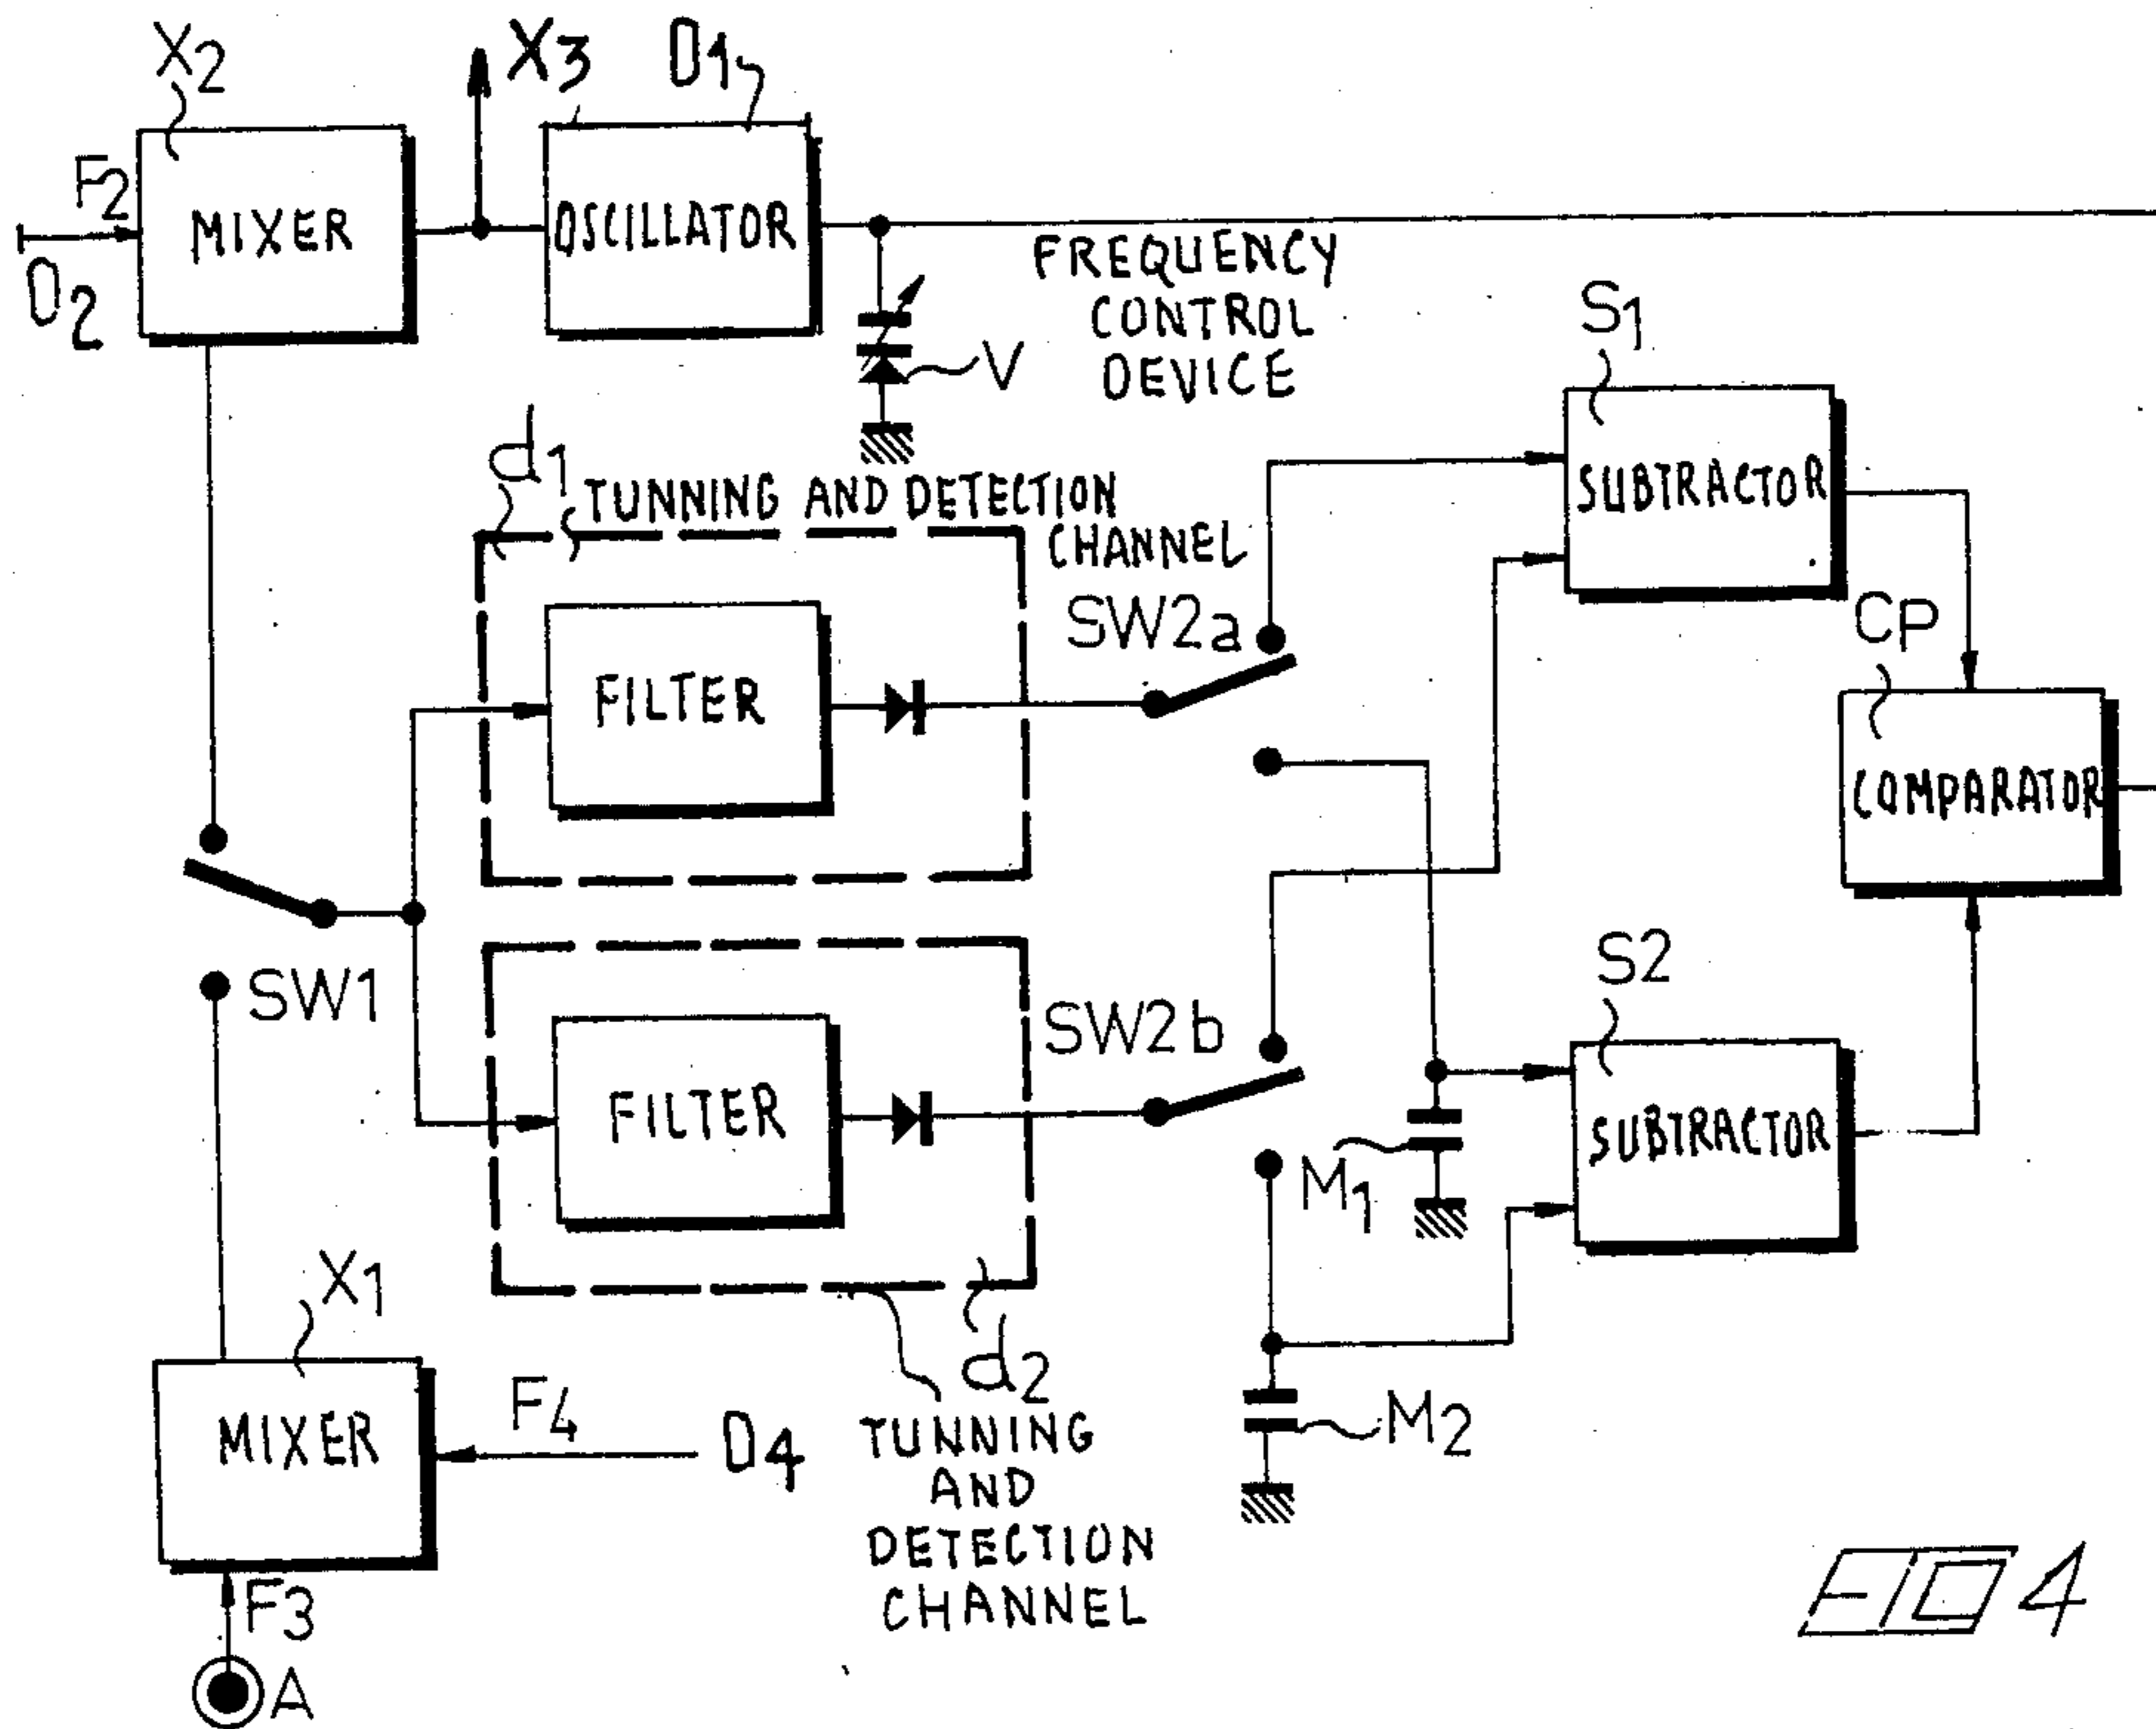 X2
X3
O1
F2
MIXER
OSCILLATOR
O2
FREQUENCY
CONTROL
DEVICE
V
S1
d1
TUNNING AND DETECTION
CHANNEL
SUBTRACTOR
SW2a
CP
FILTER
COMPARATOR
SW1
SW2b
S2
FILTER
SUBTRACTOR
M1
X1
d2
F4
O4
MIXER
TUNNING
AND
DETECTION
CHANNEL
M2
F3
A
FIG 4